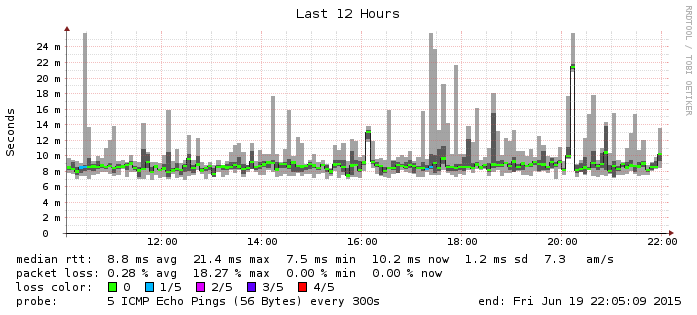 Last 12 Hours
RRDTOOL / TOBI OETIKER
Seconds
24 m
22 m
20 m
18 m
16 m
14 m
12 m
10 m
8 m
6 m
4 m
2 m
0
12:00 14:00 16:00 18:00 20:00 22:00
median rtt: 8.8 ms avg 21.4 ms max 7.5 ms min 10.2 ms now 1.2 ms sd 7.3 am/s
packet loss: 0.28 % avg 18.27 % max 0.00 % min 0.00 % now
loss color: 0 1/5 2/5 3/5 4/5
probe: 5 ICMP Echo Pings (56 Bytes) every 300s end: Fri Jun 19 22:05:09 2015